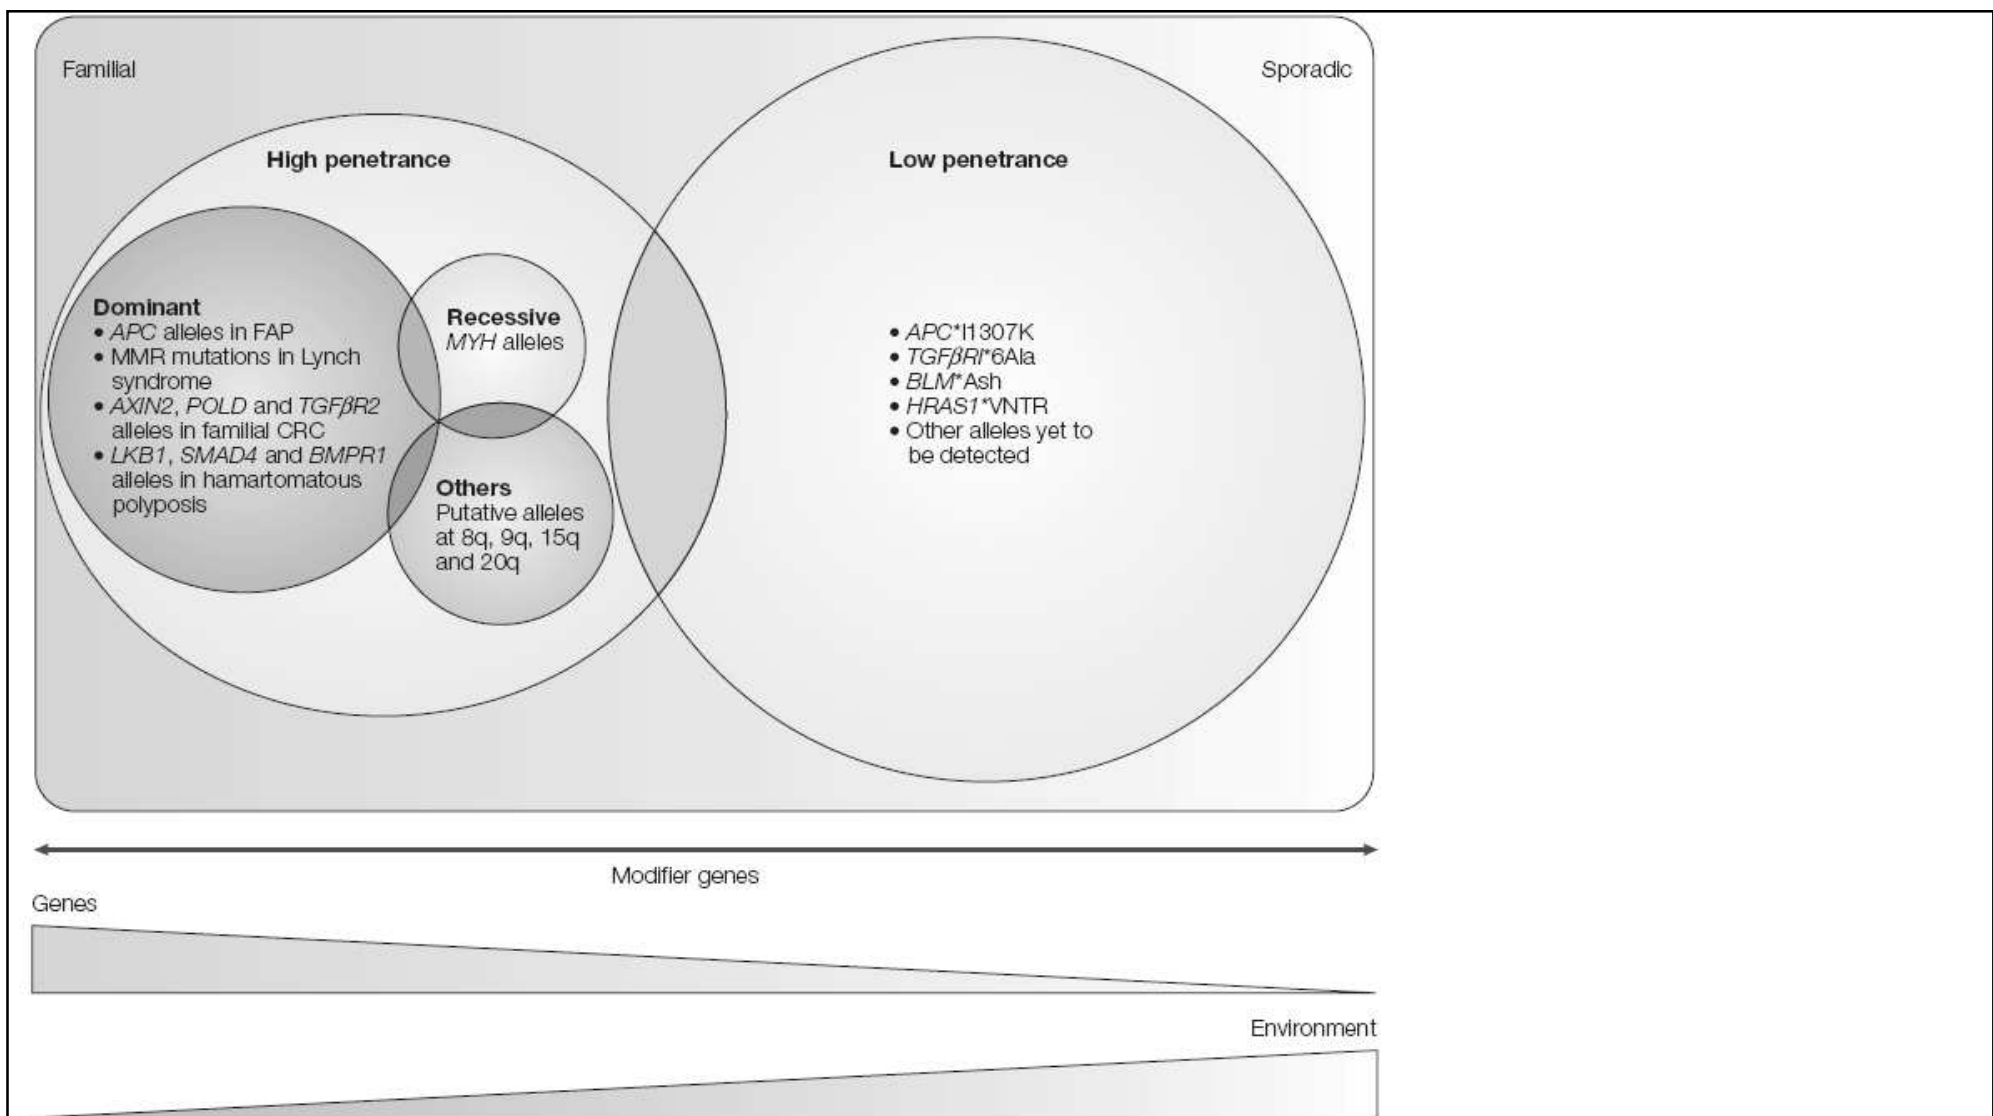 Familial
Sporadic
High penetrance
Low penetrance
Dominant
• APC alleles in FAP
• MMR mutations in Lynch
syndrome
• AXIN2, POLD and TGFβR2
alleles in familial CRC
• LKB1, SMAD4 and BMPR1
alleles in hamartomatous
polyposis
Recessive
MYH alleles
Others
Putative alleles
at 8q, 9q, 15q
and 20q
• APC*I1307K
• TGFβRI*6Ala
• BLM*Ash
• HRAS1*VNTR
• Other alleles yet to
be detected
Modifier genes
Genes
Environment